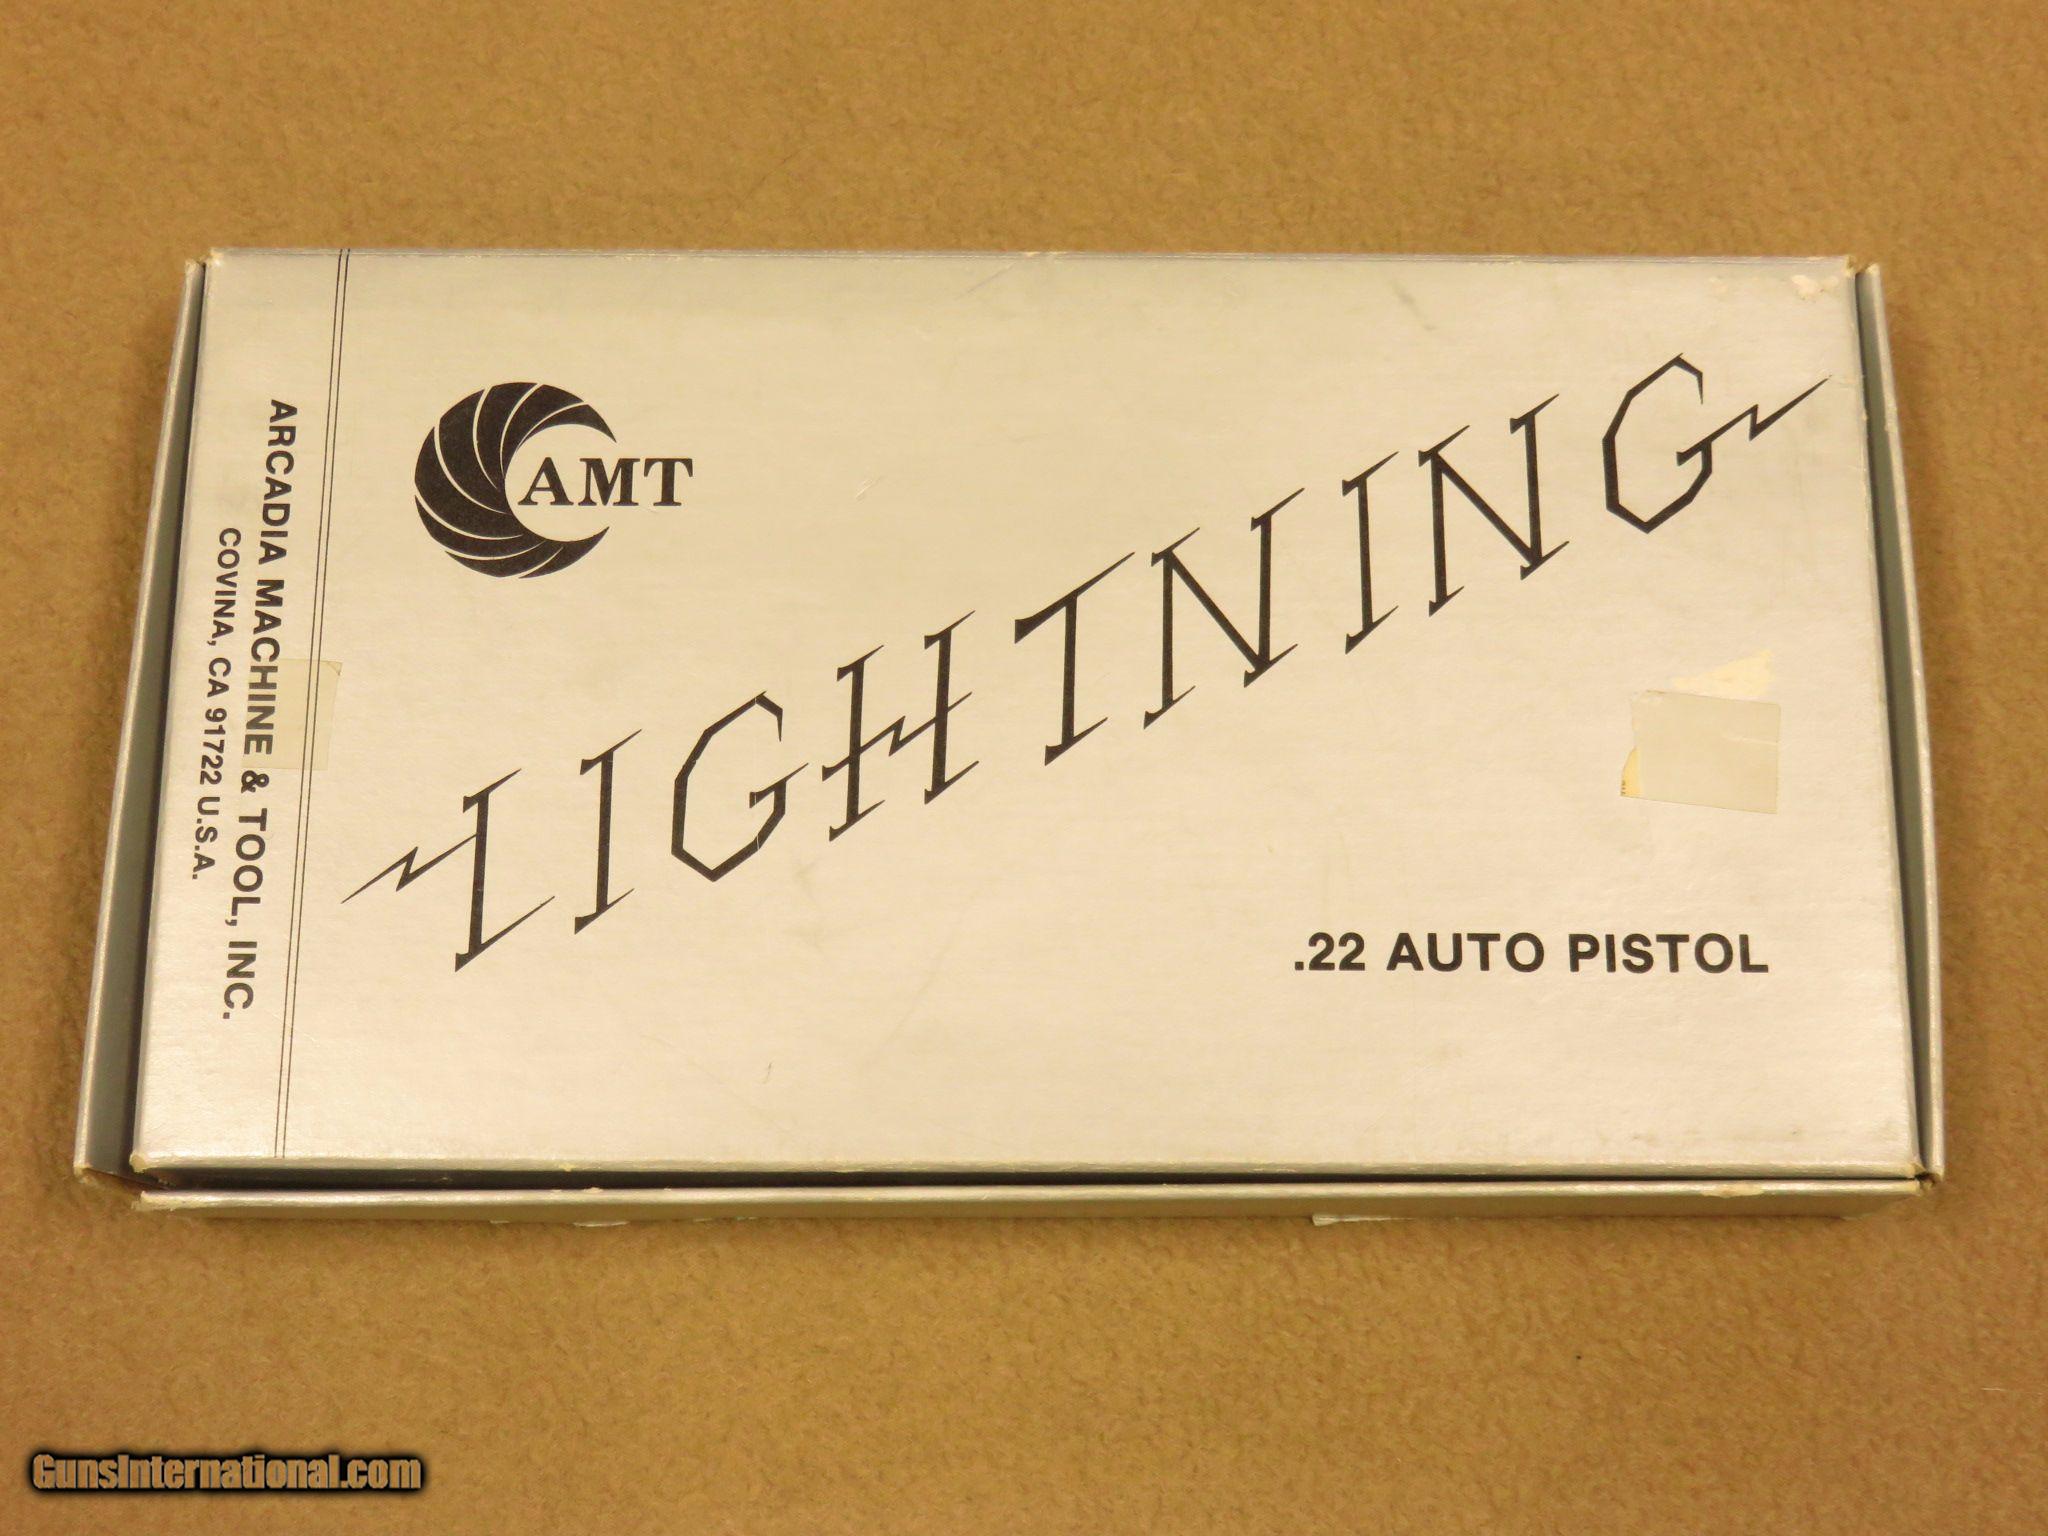 AMT
LIGHTNING
.22 AUTO PISTOL
ARCADIA MACHINE & TOOL, INC.
COVINA, CA 91722 U.S.A.
GunsInternational.com